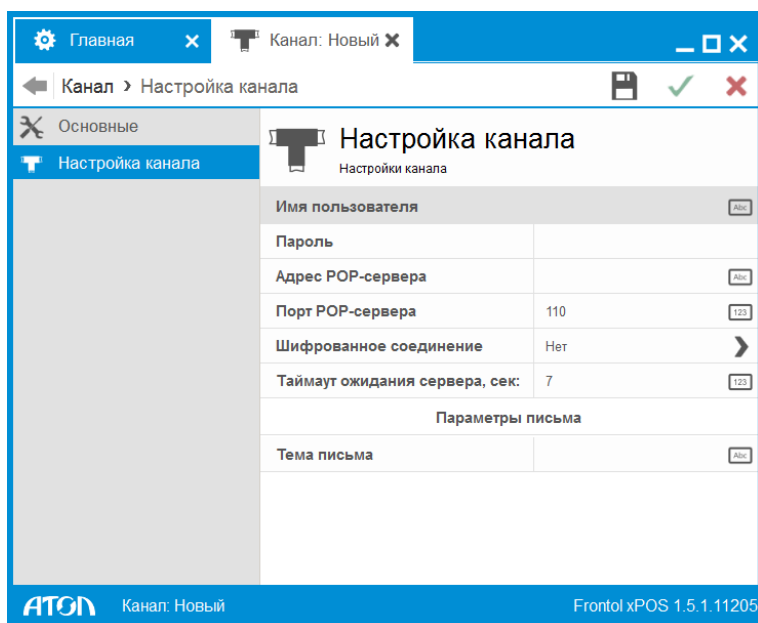 Главная
Канал: Новый
Канал › Настройка канала
Основные
Настройка канала
Настройка канала
Настройки канала
Имя пользователя Abc
Пароль
Адрес POP-сервера Abc
Порт POP-сервера 110 123
Шифрованное соединение Нет
Таймаут ожидания сервера, сек: 7 123
Параметры письма
Тема письма Abc
АТОЛ Канал: Новый Frontol xPOS 1.5.1.11205